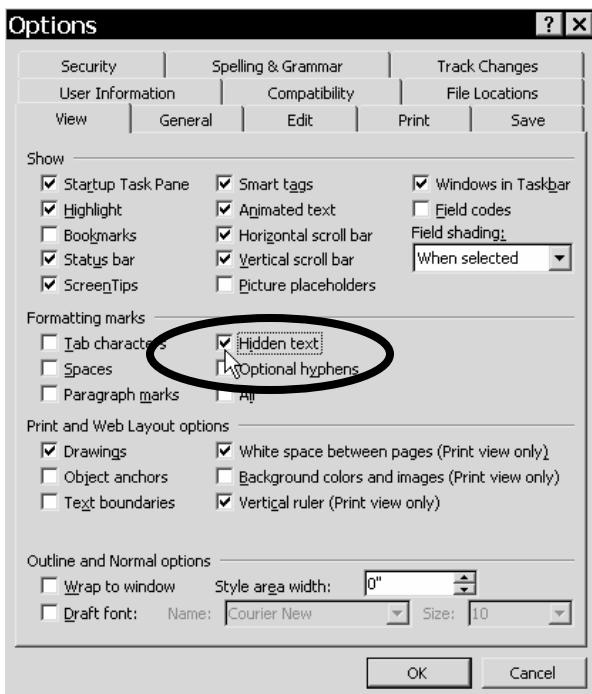 Options
Security Spelling & Grammar Track Changes
User Information Compatibility File Locations
View General Edit Print Save
Show
Startup Task Pane Smart tags Windows in Taskbar
Highlight Animated text Field codes
Bookmarks Horizontal scroll bar Field shading:
Status bar Vertical scroll bar When selected
ScreenTips Picture placeholders
Formatting marks
Tab characters Hidden text
Spaces Optional hyphens
Paragraph marks All
Print and Web Layout options
Drawings White space between pages (Print view only)
Object anchors Background colors and images (Print view only)
Text boundaries Vertical ruler (Print view only)
Outline and Normal options
Wrap to window Style area width: 0"
Draft font: Name: Courier New Size: 10
OK Cancel